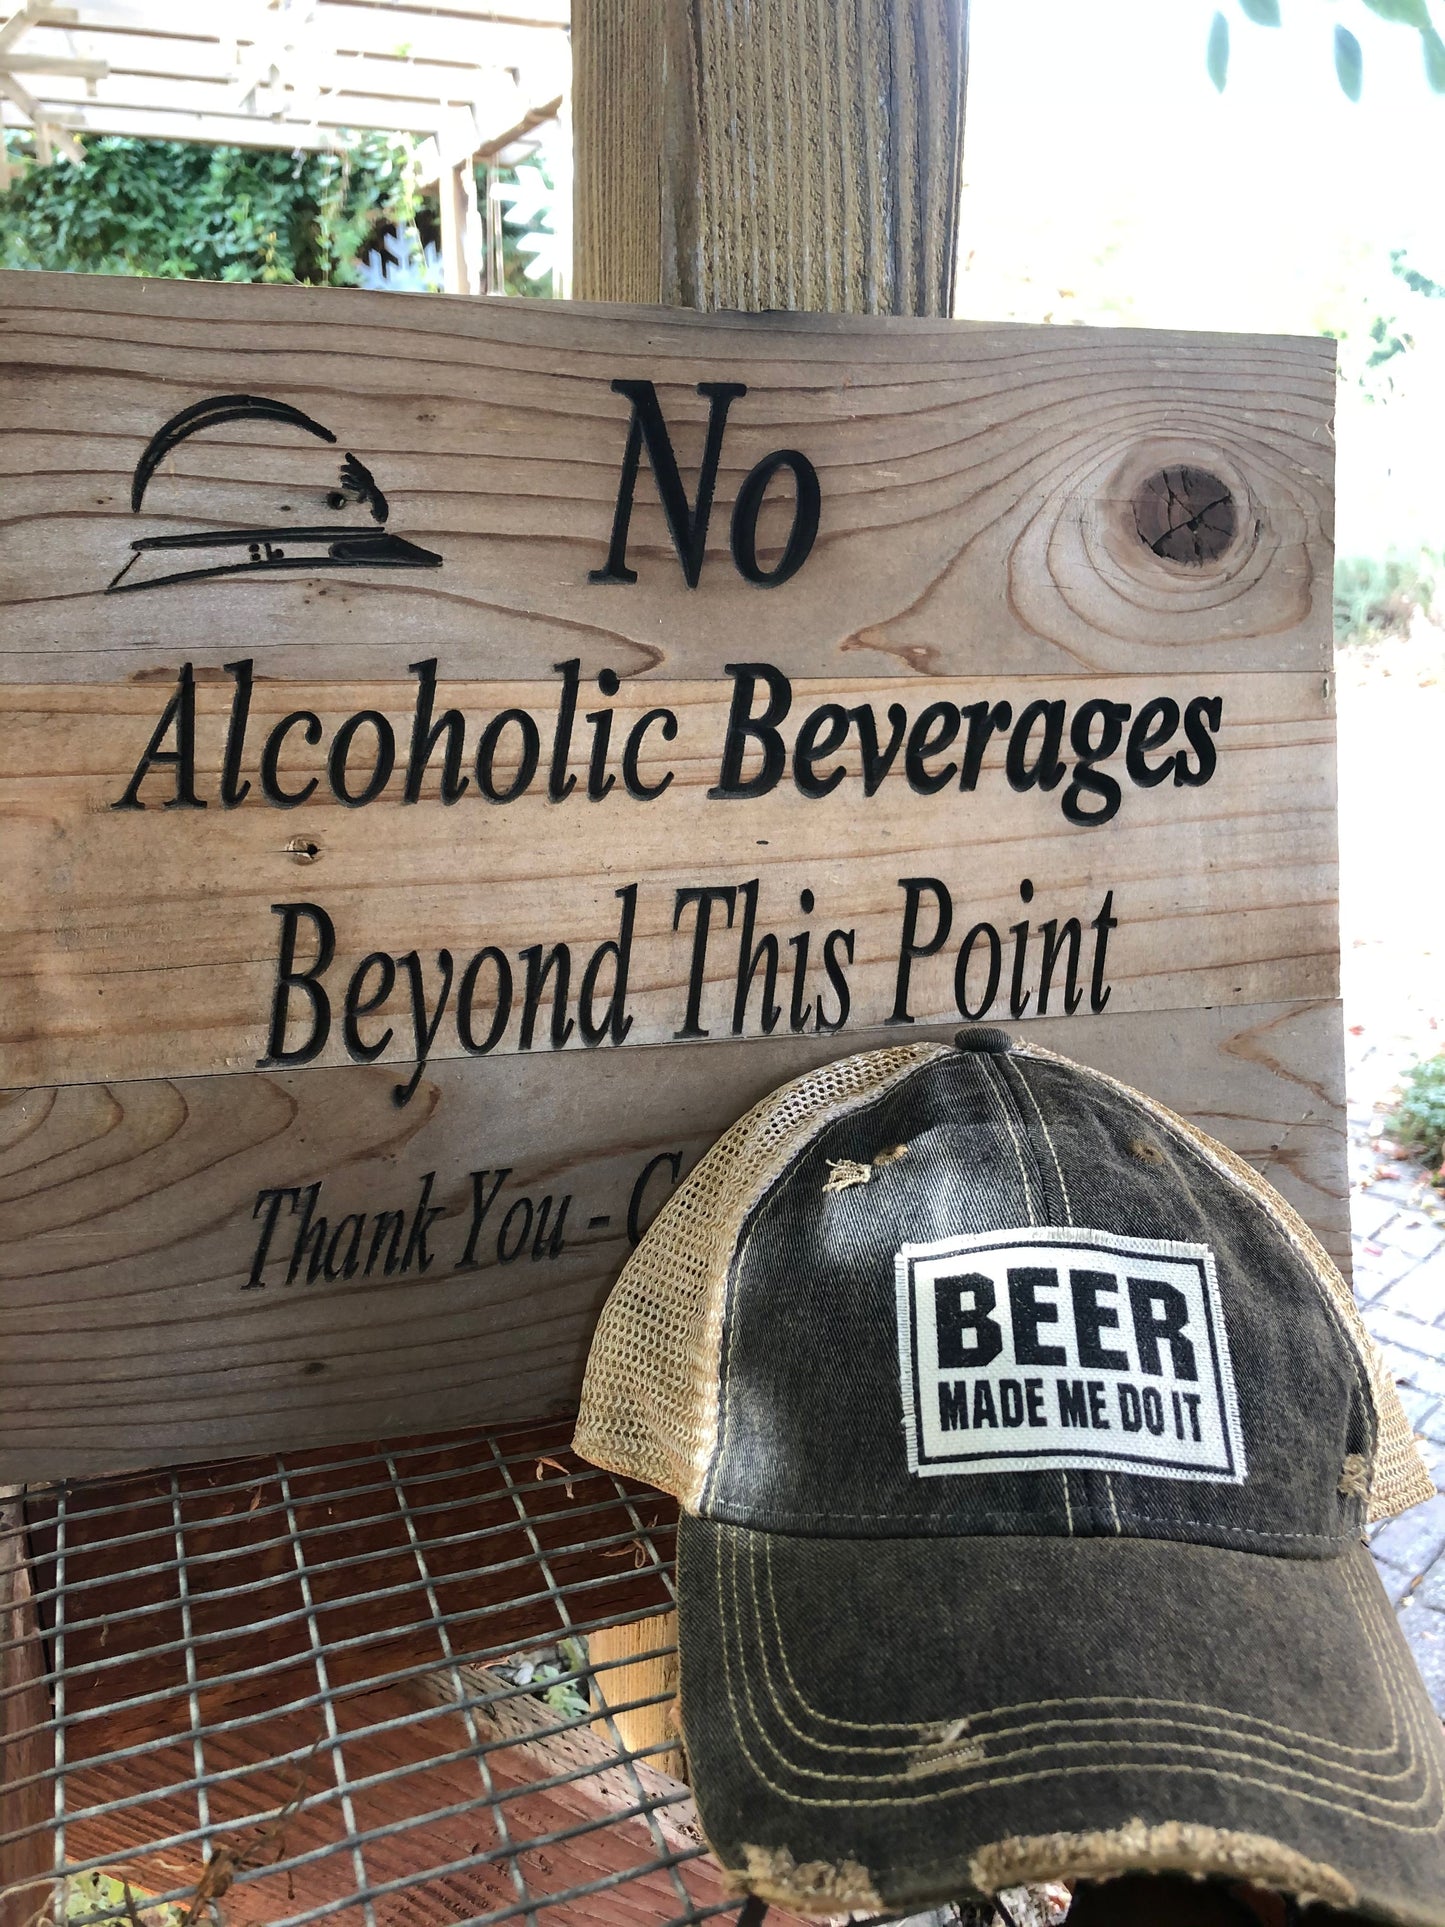 No
Alcoholic Beverages
Beyond This Point
Thank You -
BEER
MADE ME DO IT